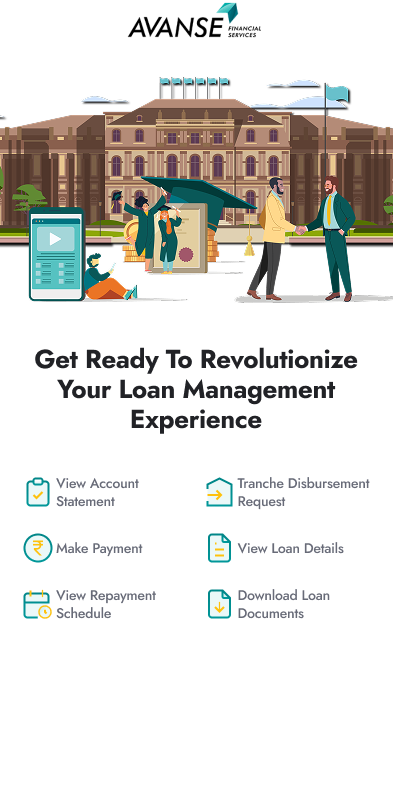 AVANSE FINANCIAL
SERVICES
Get Ready To Revolutionize
Your Loan Management
Experience
View Account
Statement
Tranche Disbursement
Request
Make Payment
View Loan Details
View Repayment
Schedule
Download Loan
Documents